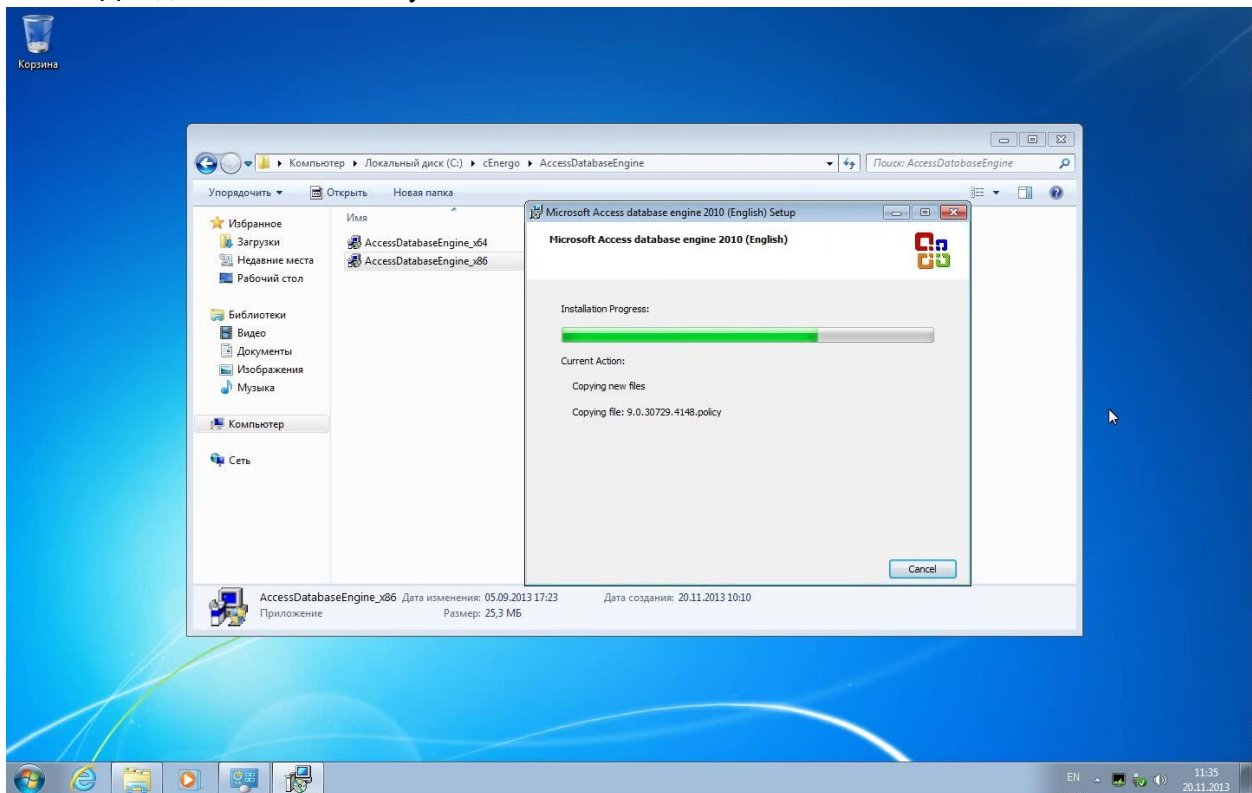 Корзина
Компьютер ▸ Локальный диск (C:) ▸ cEnergo ▸ AccessDatabaseEngine
Поиск: AccessDatabaseEngine
Упорядочить
Открыть
Новая папка
Избранное
Загрузки
Недавние места
Рабочий стол
Библиотеки
Видео
Документы
Изображения
Музыка
Компьютер
Сеть
Имя
AccessDatabaseEngine_x64
AccessDatabaseEngine_x86
Microsoft Access database engine 2010 (English) Setup
Microsoft Access database engine 2010 (English)
Installation Progress:
Current Action:
Copying new files
Copying file: 9.0.30729.4148.policy
Cancel
AccessDatabaseEngine_x86 Дата изменения: 05.09.2013 17:23 Дата создания: 20.11.2013 10:10
Приложение Размер: 25,3 МБ
EN
11:35
20.11.2013